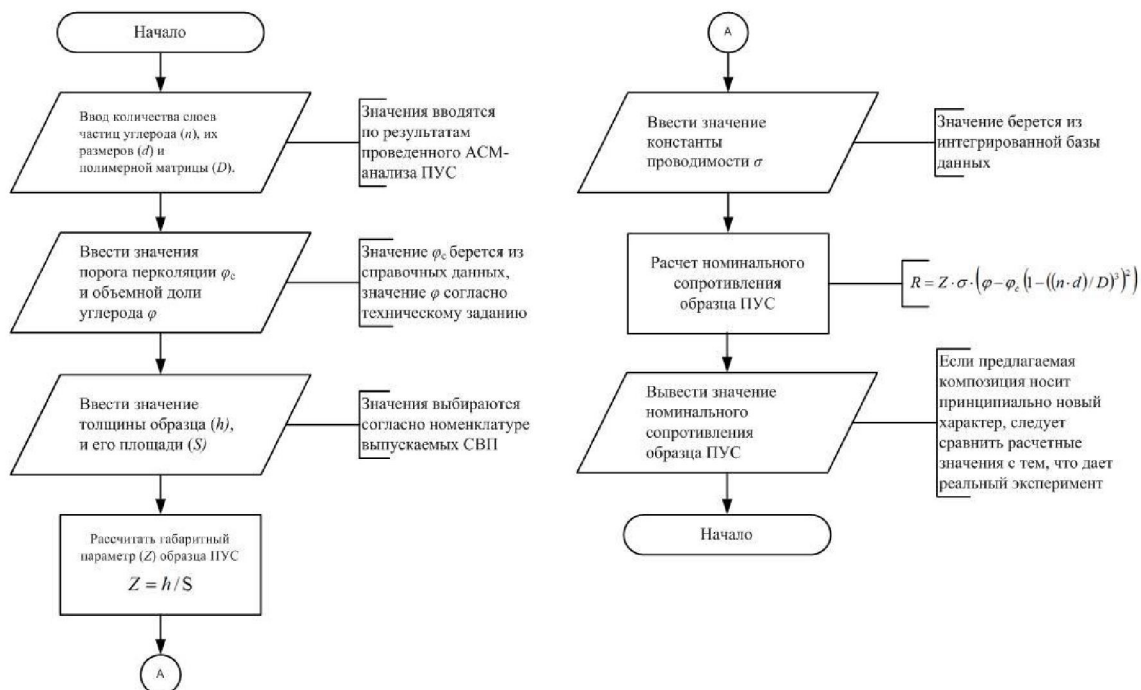 Начало
Ввод количества слоев
частиц углерода (n), их
размеров (d) и
полимерной матрицы (D).
Значения вводятся
по результатам
проведенного АСМ-
анализа ПУС
Ввести значения
порога перколяции φc
и объемной доли
углерода φ
Значение φc берется из
справочных данных,
значение φ согласно
техническому заданию
Ввести значение
толщины образца (h),
и его площади (S)
Значения выбираются
согласно номенклатуре
выпускаемых СВП
Рассчитать габаритный
параметр (Z) образца ПУС
Z = h / S
А
А
Ввести значение
константы
проводимости σ
Значение берется из
интегрированной базы
данных
Расчет номинального
сопротивления
образца ПУС
R = Z · σ · (φ − φc (1 − ((n · d) / D)³)²)
Вывести значение
номинального
сопротивления
образца ПУС
Если предлагаемая
композиция носит
принципиально новый
характер, следует
сравнить расчетные
значения с тем, что дает
реальный эксперимент
Начало